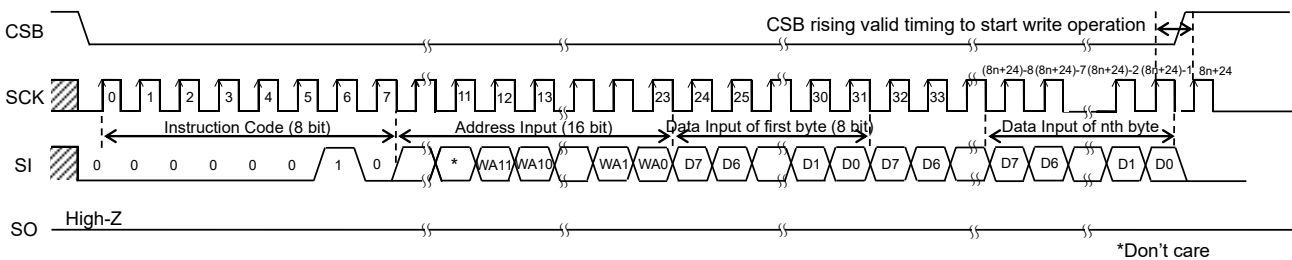 CSB rising valid timing to start write operation
CSB
(8n+24)-8 (8n+24)-7 (8n+24)-2 (8n+24)-1 8n+24
SCK 0 1 2 3 4 5 6 7 11 12 13 23 24 25 30 31 32 33
Instruction Code (8 bit) Address Input (16 bit) Data Input of first byte (8 bit) Data Input of nth byte
SI 0 0 0 0 0 0 1 0 * WA11 WA10 WA1 WA0 D7 D6 D1 D0 D7 D6 D7 D6 D1 D0
High-Z
SO
*Don't care